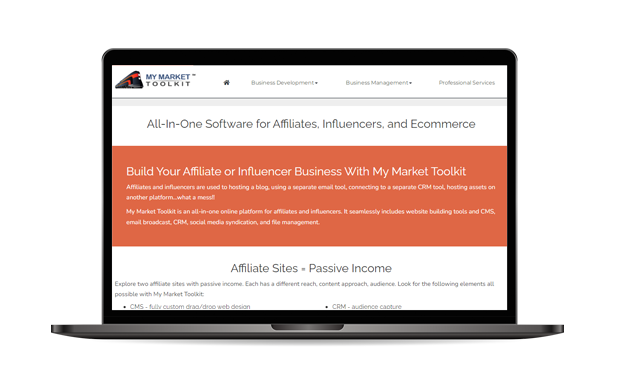 MY MARKET ™
TOOLKIT
Business Development
Business Management
Professional Services
All-In-One Software for Affiliates, Influencers, and Ecommerce
Build Your Affiliate or Influencer Business With My Market Toolkit
Affiliates and influencers are used to hosting a blog, using a separate email tool, connecting to a separate CRM tool, hosting assets on
another platform...what a mess!!
My Market Toolkit is an all-in-one online platform for affiliates and influencers. It seamlessly includes website building tools and CMS,
email broadcast, CRM, social media syndication, and file management.
Affiliate Sites = Passive Income
Explore two affiliate sites with passive income. Each has a different reach, content approach, audience. Look for the following elements all
possible with My Market Toolkit:
• CMS - fully custom drag/drop web design
• CRM - audience capture